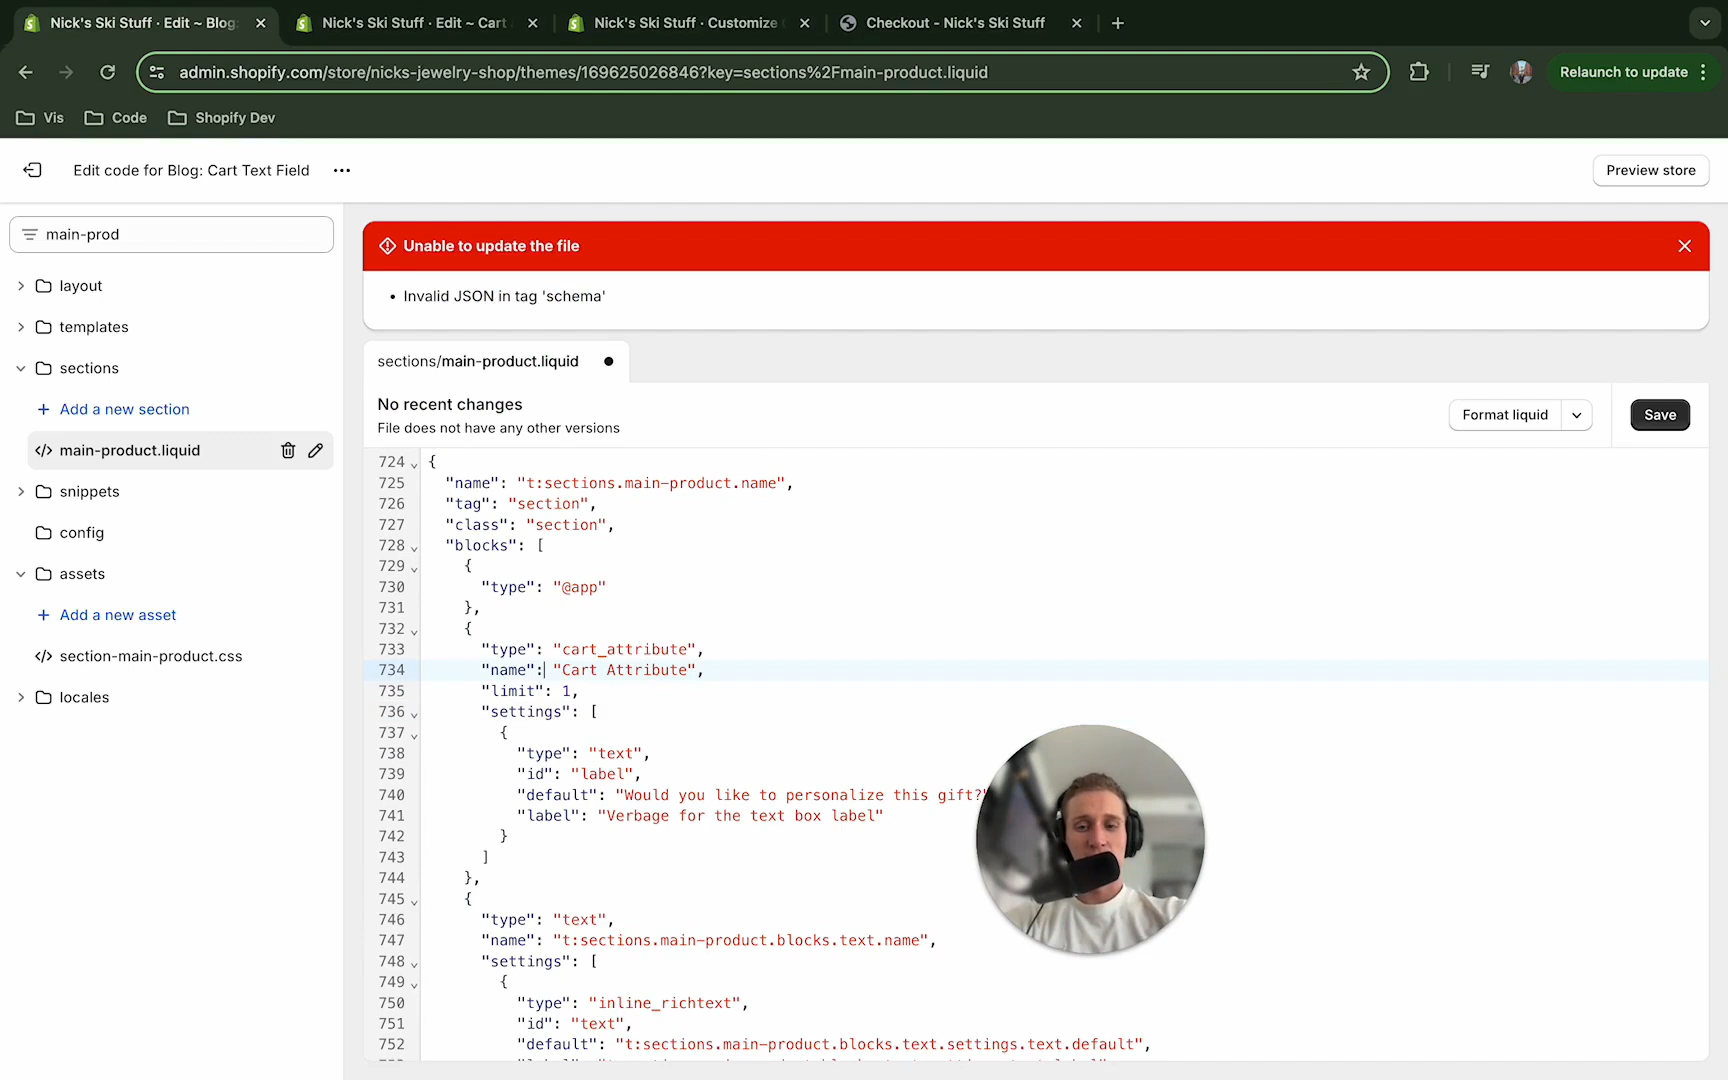 Nick's Ski Stuff · Edit ~ Blog:
Nick's Ski Stuff · Edit ~ Cart
Nick's Ski Stuff · Customize
Checkout - Nick's Ski Stuff
admin.shopify.com/store/nicks-jewelry-shop/themes/169625026846?key=sections%2Fmain-product.liquid
Relaunch to update
Vis
Code
Shopify Dev
Edit code for Blog: Cart Text Field
Preview store
main-prod
layout
templates
sections
+ Add a new section
</> main-product.liquid
snippets
config
assets
+ Add a new asset
</> section-main-product.css
locales
Unable to update the file
• Invalid JSON in tag 'schema'
sections/main-product.liquid
No recent changes
File does not have any other versions
Format liquid
Save
724 {
725 "name": "t:sections.main-product.name",
726 "tag": "section",
727 "class": "section",
728 "blocks": [
729 {
730 "type": "@app"
731 },
732 {
733 "type": "cart_attribute",
734 "name": "Cart Attribute",
735 "limit": 1,
736 "settings": [
737 {
738 "type": "text",
739 "id": "label",
740 "default": "Would you like to personalize this gift?"
741 "label": "Verbage for the text box label"
742 }
743 ]
744 },
745 {
746 "type": "text",
747 "name": "t:sections.main-product.blocks.text.name",
748 "settings": [
749 {
750 "type": "inline_richtext",
751 "id": "text",
752 "default": "t:sections.main-product.blocks.text.settings.text.default",